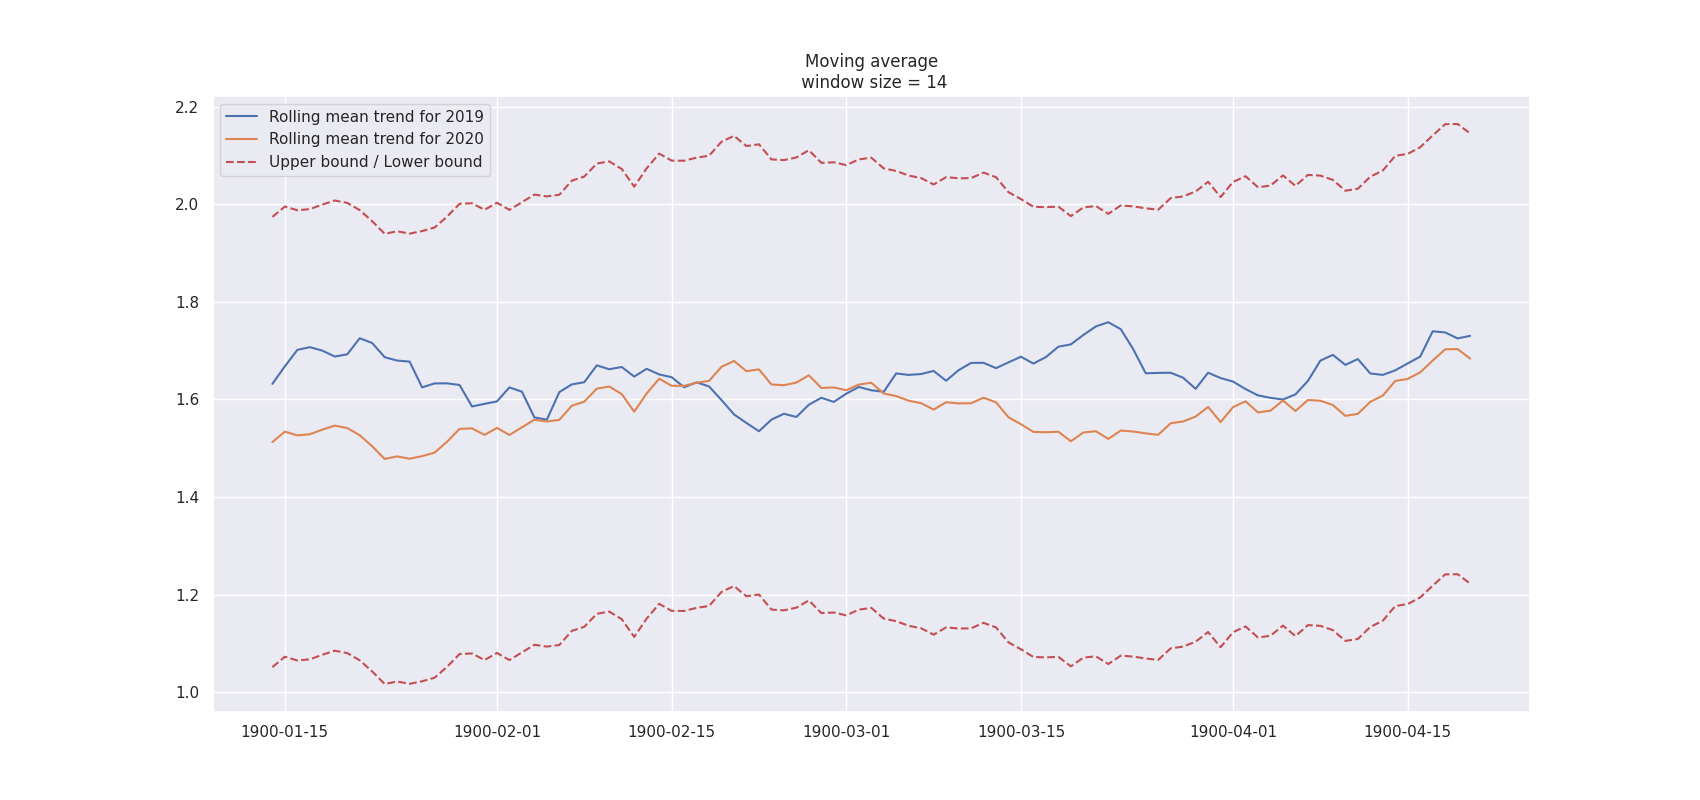 Moving average
window size = 14
Rolling mean trend for 2019
Rolling mean trend for 2020
Upper bound / Lower bound
2.2
2.0
1.8
1.6
1.4
1.2
1.0
1900-01-15 1900-02-01 1900-02-15 1900-03-01 1900-03-15 1900-04-01 1900-04-15